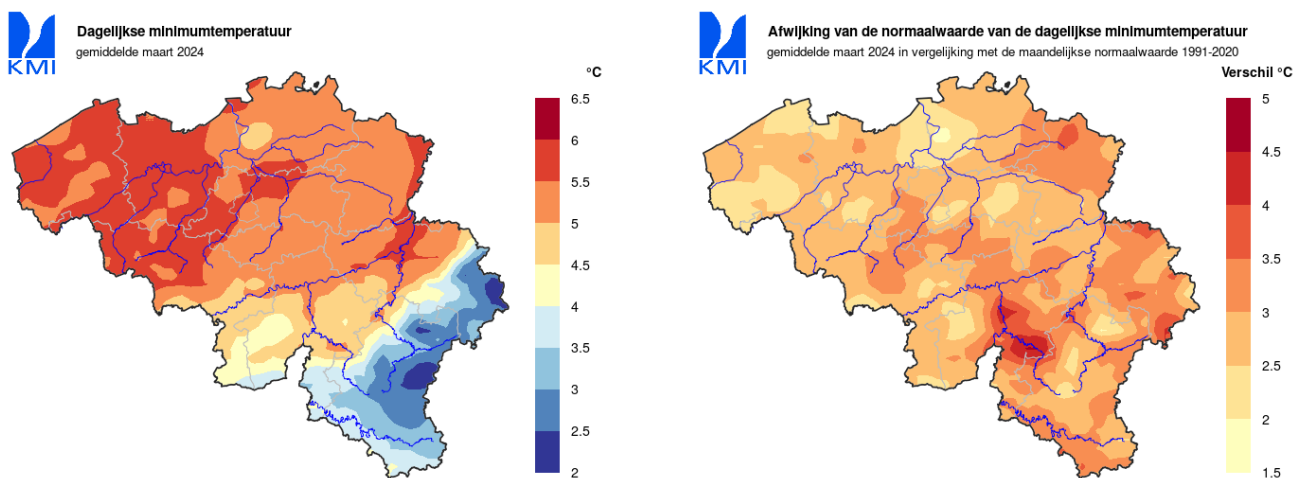 Dagelijkse minimumtemperatuur
gemiddelde maart 2024
KMI
°C
6.5
6
5.5
5
4.5
4
3.5
3
2.5
2
Afwijking van de normaalwaarde van de dagelijkse minimumtemperatuur
gemiddelde maart 2024 in vergelijking met de maandelijkse normaalwaarde 1991-2020
KMI
Verschil °C
5
4.5
4
3.5
3
2.5
2
1.5